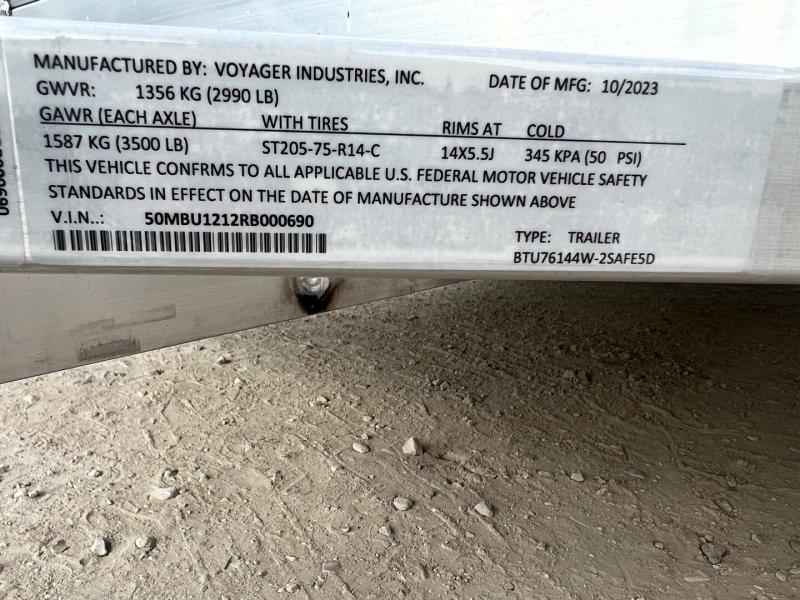 MANUFACTURED BY: VOYAGER INDUSTRIES, INC. DATE OF MFG: 10/2023
GWVR: 1356 KG (2990 LB)
GAWR (EACH AXLE) WITH TIRES RIMS AT COLD
1587 KG (3500 LB) ST205-75-R14-C 14X5.5J 345 KPA (50 PSI)
THIS VEHICLE CONFRMS TO ALL APPLICABLE U.S. FEDERAL MOTOR VEHICLE SAFETY
STANDARDS IN EFFECT ON THE DATE OF MANUFACTURE SHOWN ABOVE
V.I.N..: 50MBU1212RB000690
TYPE: TRAILER
BTU76144W-2SAFE5D